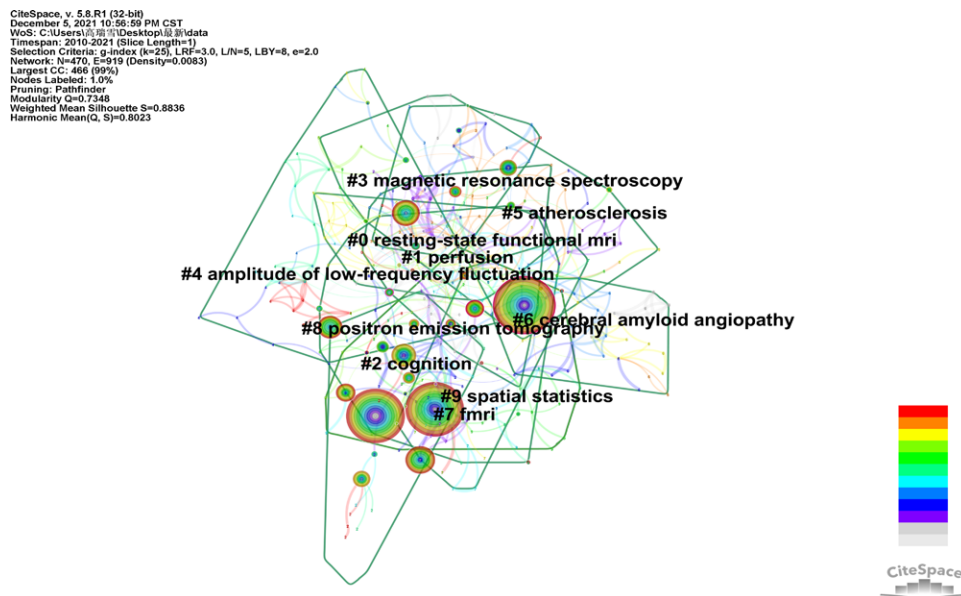 CiteSpace, v. 5.8.R1 (32-bit)
December 5, 2021 10:56:59 PM CST
WoS: C:\Users\高瑞雪\Desktop\最新\data
Timespan: 2010-2021 (Slice Length=1)
Selection Criteria: g-index (k=25), LRF=3.0, L/N=5, LBY=8, e=2.0
Network: N=470, E=919 (Density=0.0083)
Largest CC: 466 (99%)
Nodes Labeled: 1.0%
Pruning: Pathfinder
Modularity Q=0.7348
Weighted Mean Silhouette S=0.8836
Harmonic Mean(Q, S)=0.8023
#3 magnetic resonance spectroscopy
#5 atherosclerosis
#0 resting-state functional mri
#1 perfusion
#4 amplitude of low-frequency fluctuation
#6 cerebral amyloid angiopathy
#8 positron emission tomography
#2 cognition
#9 spatial statistics
#7 fmri
CiteSpace